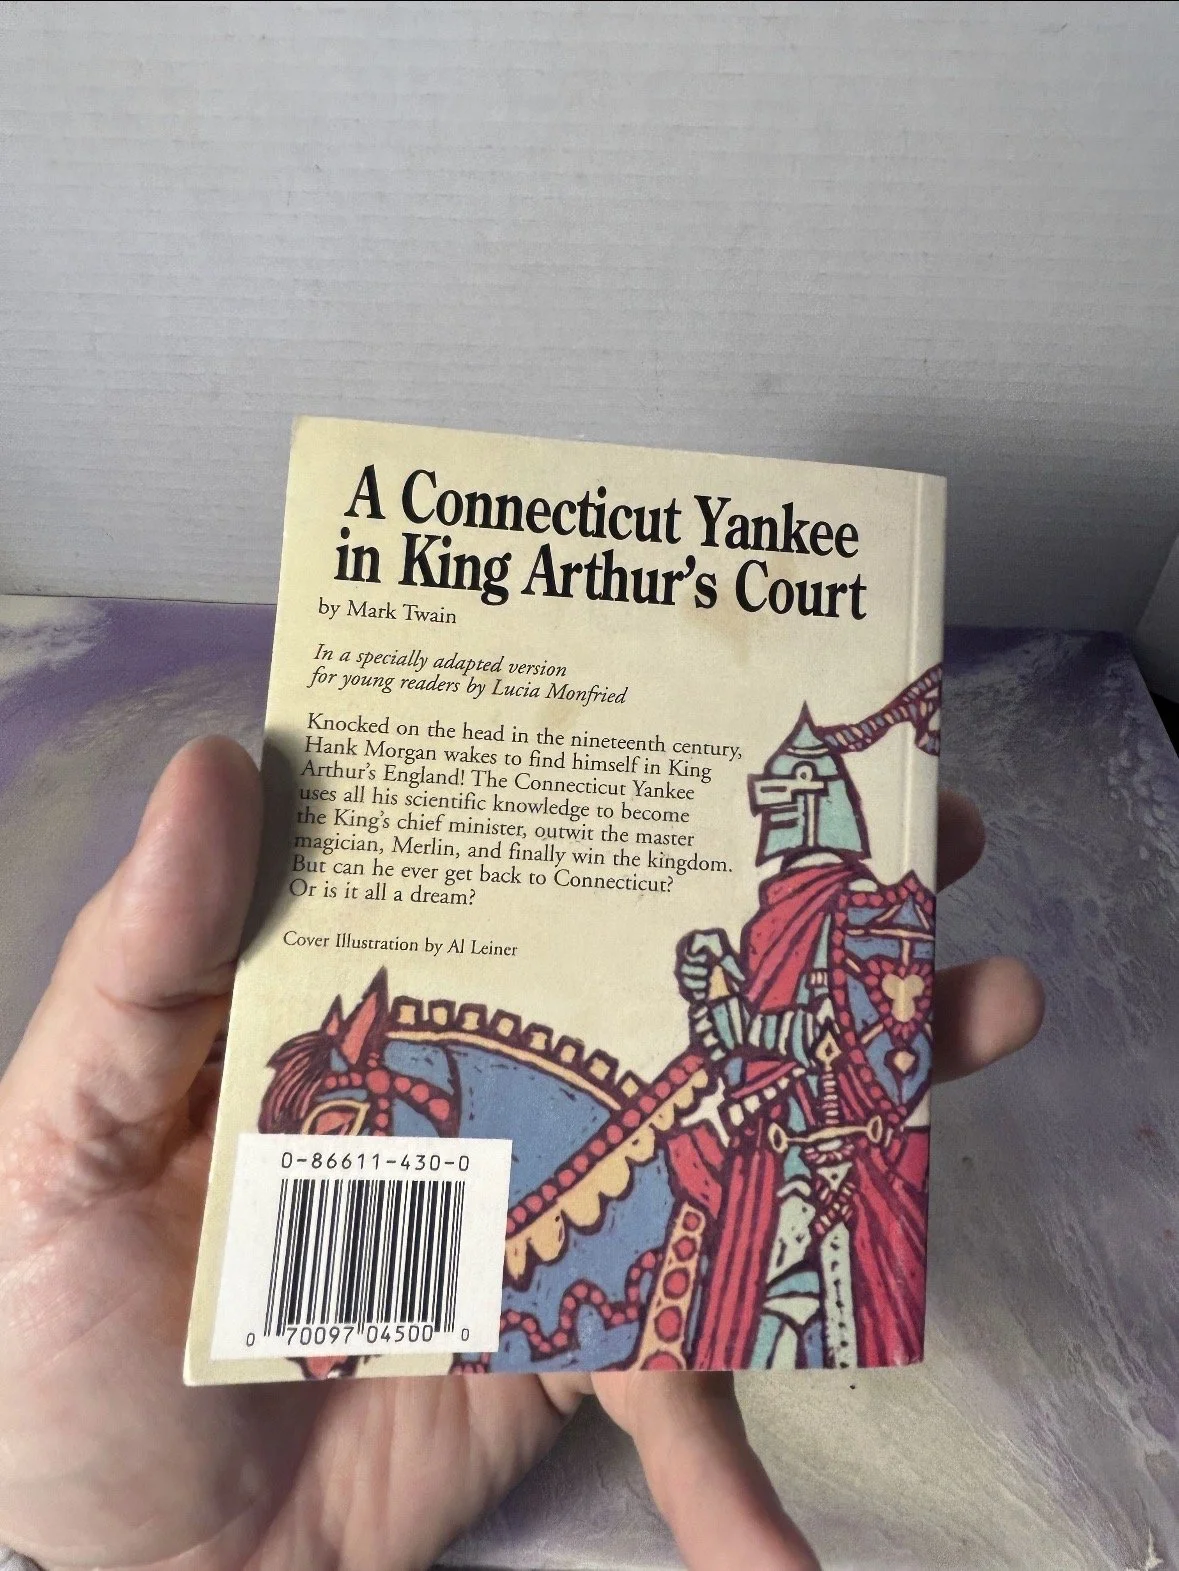 A Connecticut Yankee
in King Arthur's Court
by Mark Twain
In a specially adapted version
for young readers by Lucia Monfried
Knocked on the head in the nineteenth century,
Hank Morgan wakes to find himself in King
Arthur's England! The Connecticut Yankee
uses all his scientific knowledge to become
the King's chief minister, outwit the master
magician, Merlin, and finally win the kingdom.
But can he ever get back to Connecticut?
Or is it all a dream?
Cover Illustration by Al Leiner
0-86611-430-0
0 70097 04500 0